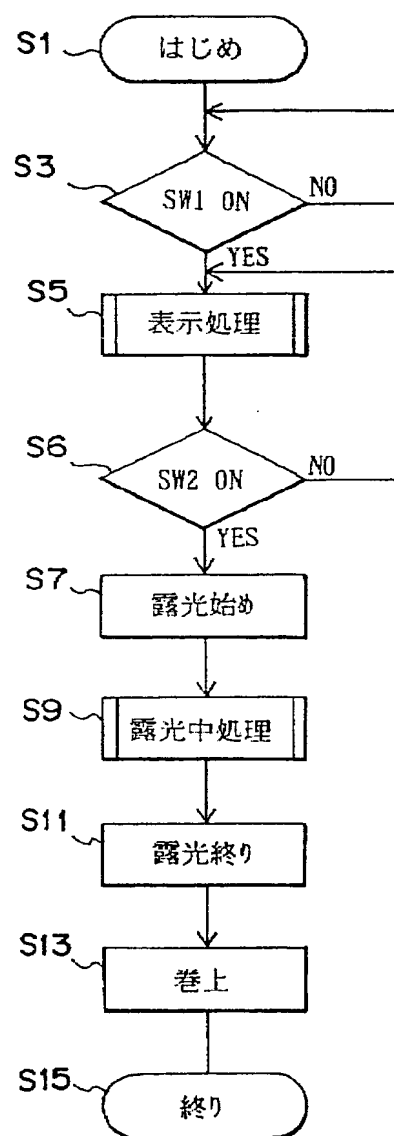 S1
はじめ
S3
SW1 ON
NO
YES
S5
表示処理
S6
SW2 ON
NO
YES
S7
露光始め
S9
露光中処理
S11
露光終り
S13
巻上
S15
終り